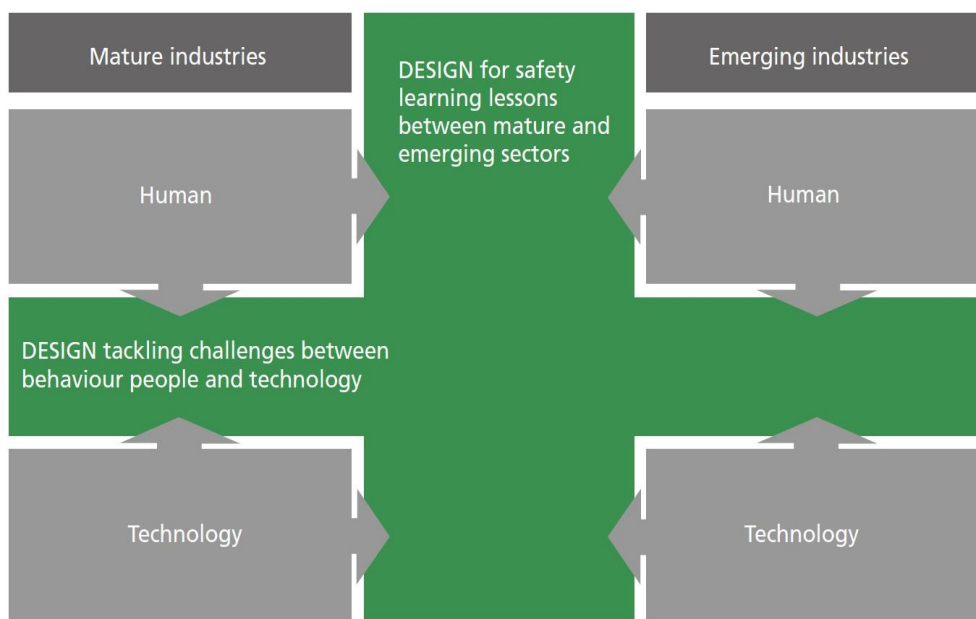 Mature industries
DESIGN for safety
learning lessons
between mature and
emerging sectors
Emerging industries
Human
Human
DESIGN tackling challenges between
behaviour people and technology
Technology
Technology